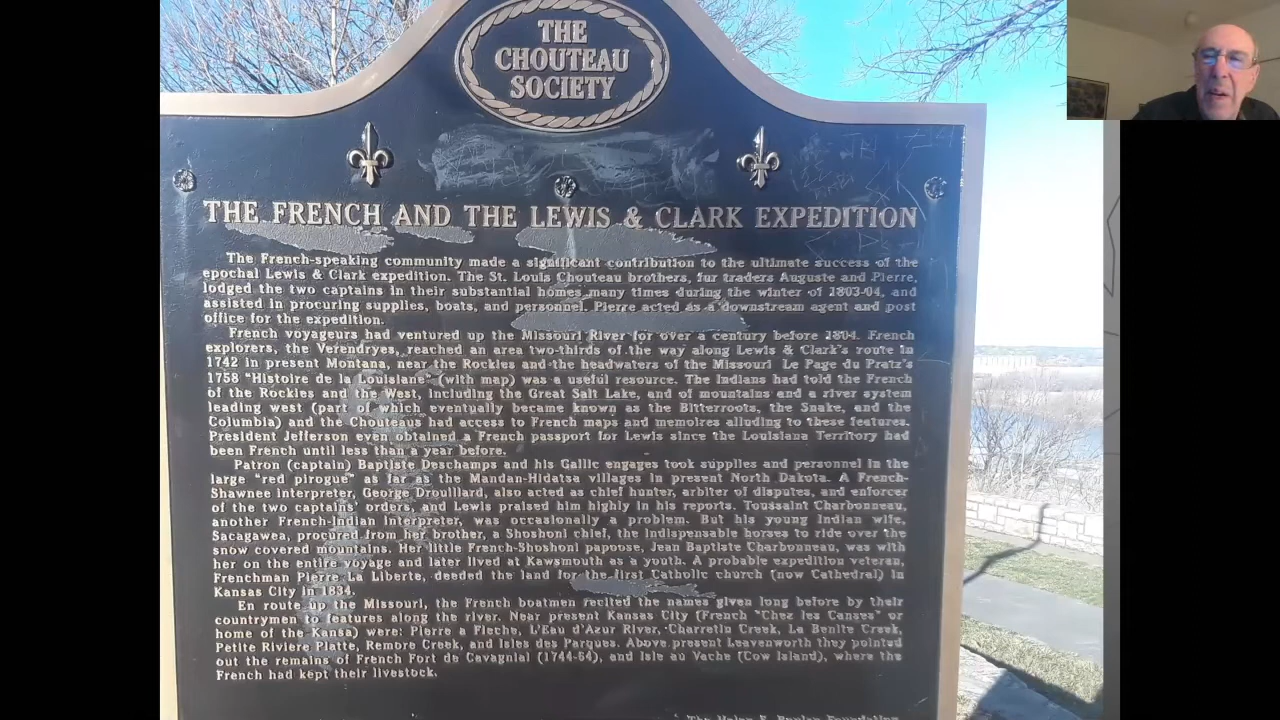 THE
CHOUTEAU
SOCIETY
THE FRENCH AND THE LEWIS & CLARK EXPEDITION
The French-speaking community made a significant contribution to the ultimate success of the
epochal Lewis & Clark expedition. The St. Louis Chouteau brothers, fur traders Auguste and Pierre,
lodged the two captains in their substantial homes many times during the winter of 1803-04, and
assisted in procuring supplies, boats, and personnel. Pierre acted as a downstream agent and post
office for the expedition.
French voyageurs had ventured up the Missouri River for over a century before 1804. French
explorers, the Verendryes, reached an area two-thirds of the way along Lewis & Clark's route in
1742 in present Montana, near the Rockies and the headwaters of the Missouri. Le Page du Pratz's
1758 "Histoire de la Louisiane" (with map) was a useful resource. The Indians had told the French
of the Rockies and the West, including the Great Salt Lake, and of mountains and a river system
leading west (part of which eventually became known as the Bitterroots, the Snake, and the
Columbia) and the Chouteaus had access to French maps and memoires alluding to these features.
President Jefferson even obtained a French passport for Lewis since the Louisiana Territory had
been French until less than a year before.
Patron (captain) Baptiste Deschamps and his Gallic engages took supplies and personnel in the
large "red pirogue" as far as the Mandan-Hidatsa villages in present North Dakota. A French-
Shawnee interpreter, George Drouillard, also acted as chief hunter, arbiter of disputes, and enforcer
of the two captains' orders, and Lewis praised him highly in his reports. Toussaint Charbonneau,
another French-Indian interpreter, was occasionally a problem. But his young Indian wife,
Sacagawea, procured from her brother, a Shoshoni chief, the indispensable horses to ride over the
snow covered mountains. Her little French-Shoshoni papoose, Jean Baptiste Charbonneau, was with
her on the entire voyage and later lived at Kawsmouth as a youth. A probable expedition veteran,
Frenchman Pierre La Liberte, deeded the land for the first Catholic church (now Cathedral) in
Kansas City in 1834.
En route up the Missouri, the French boatmen recited the names given long before by their
countrymen to features along the river. Near present Kansas City (French "Chez les Canses" or
home of the Kansa) were: Pierre a Fleche, L'Eau d'Azur River, Charretin Creek, La Benite Creek,
Petite Riviere Platte, Remore Creek, and Isles des Parques. Above present Leavenworth they pointed
out the remains of French Fort de Cavagnial (1744-64), and Isle au Vache (Cow Island), where the
French had kept their livestock.